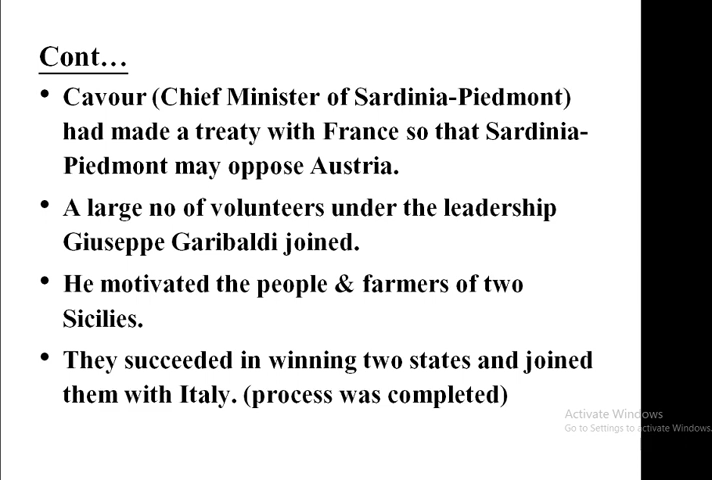 Cont…
• Cavour (Chief Minister of Sardinia-Piedmont)
had made a treaty with France so that Sardinia-
Piedmont may oppose Austria.
• A large no of volunteers under the leadership
Giuseppe Garibaldi joined.
• He motivated the people & farmers of two
Sicilies.
• They succeeded in winning two states and joined
them with Italy. (process was completed)
Activate Windows
Go to Settings to activate Windows.